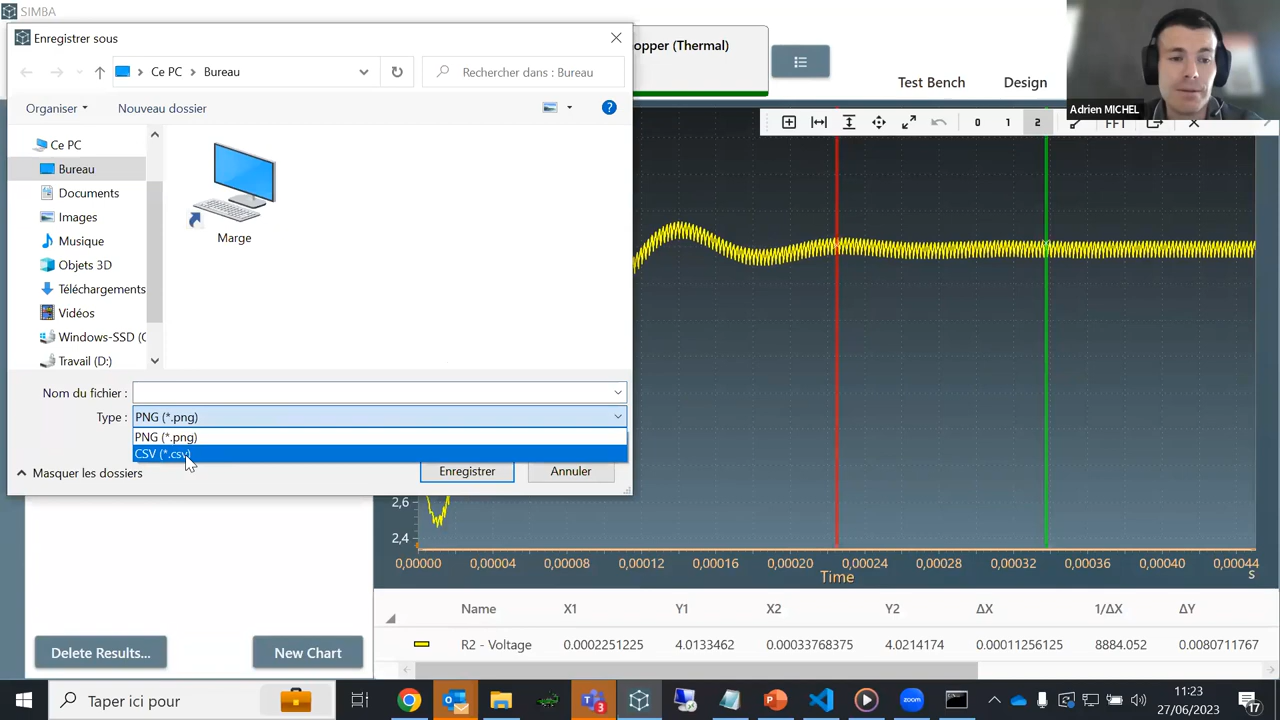 SIMBA
Enregistrer sous
Ce PC
Bureau
Rechercher dans : Bureau
opper (Thermal)
Test Bench
Design
Adrien MICHEL
Organiser
Nouveau dossier
?
0
1
2
FFT
Ce PC
Bureau
Documents
Images
Musique
Objets 3D
Téléchargements
Vidéos
Windows-SSD (C
Travail (D:)
Marge
Nom du fichier :
Type :
PNG (*.png)
PNG (*.png)
CSV (*.csv)
Masquer les dossiers
Enregistrer
Annuler
2,6
2,4
0,00000
0,00004
0,00008
0,00012
0,00016
0,00020
0,00024
0,00028
0,00032
0,00036
0,00040
0,00044
Time
s
Name
X1
Y1
X2
Y2
ΔX
1/ΔX
ΔY
R2 - Voltage
0.0002251225
4.0133462
0.00033768375
4.0214174
0.00011256125
8884.052
0.0080711767
Delete Results...
New Chart
Taper ici pour
3
zoom
11:23
27/06/2023
17